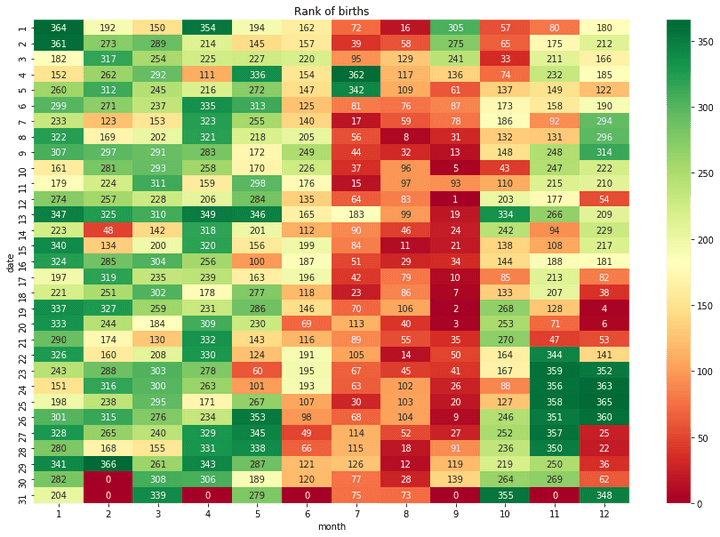 Rank of births
1 364 192 150 354 194 162 72 16 305 57 80 180
2 361 273 289 214 145 157 39 58 275 65 175 212
3 182 317 254 225 227 220 95 129 241 33 211 166
4 152 262 292 111 336 154 362 117 136 74 232 185
5 260 312 245 216 272 147 342 109 61 137 149 122
6 299 271 237 335 313 125 81 76 87 173 158 190
7 233 123 153 323 255 140 17 59 78 186 92 294
8 322 169 202 321 218 205 56 8 31 132 131 296
9 307 297 291 283 172 249 44 32 13 148 248 314
10 161 281 293 258 170 226 37 96 5 43 247 222
11 179 224 311 159 298 176 15 97 93 110 215 210
12 274 257 228 206 284 135 64 83 1 203 177 54
13 347 325 310 349 346 165 183 99 19 334 266 209
14 223 48 142 318 201 112 90 46 24 242 94 229
15 340 134 200 320 156 199 84 11 21 138 108 217
16 324 285 304 256 100 187 51 29 34 144 188 181
17 197 319 235 239 163 196 42 79 10 85 213 82
18 221 251 302 178 277 118 23 86 7 133 207 38
19 337 327 259 231 286 146 70 106 2 268 128 4
20 333 244 184 309 230 69 113 40 3 253 71 6
21 290 174 130 332 143 116 89 55 35 270 47 53
22 326 160 208 330 124 191 105 14 50 164 344 141
23 243 288 303 278 60 195 67 45 41 167 359 352
24 151 316 300 263 101 193 63 102 26 88 356 363
25 198 238 295 171 267 107 30 103 20 127 358 365
26 301 315 276 234 353 98 68 104 9 246 351 360
27 328 265 240 329 345 49 114 52 27 252 357 25
28 280 168 155 331 338 66 115 18 91 236 350 22
29 341 366 261 343 287 121 126 12 119 219 250 36
30 282 0 308 306 189 120 77 28 139 264 269 62
31 204 0 339 0 279 0 75 73 0 355 0 348
1 2 3 4 5 6 7 8 9 10 11 12
month
date
350
300
250
200
150
100
50
0